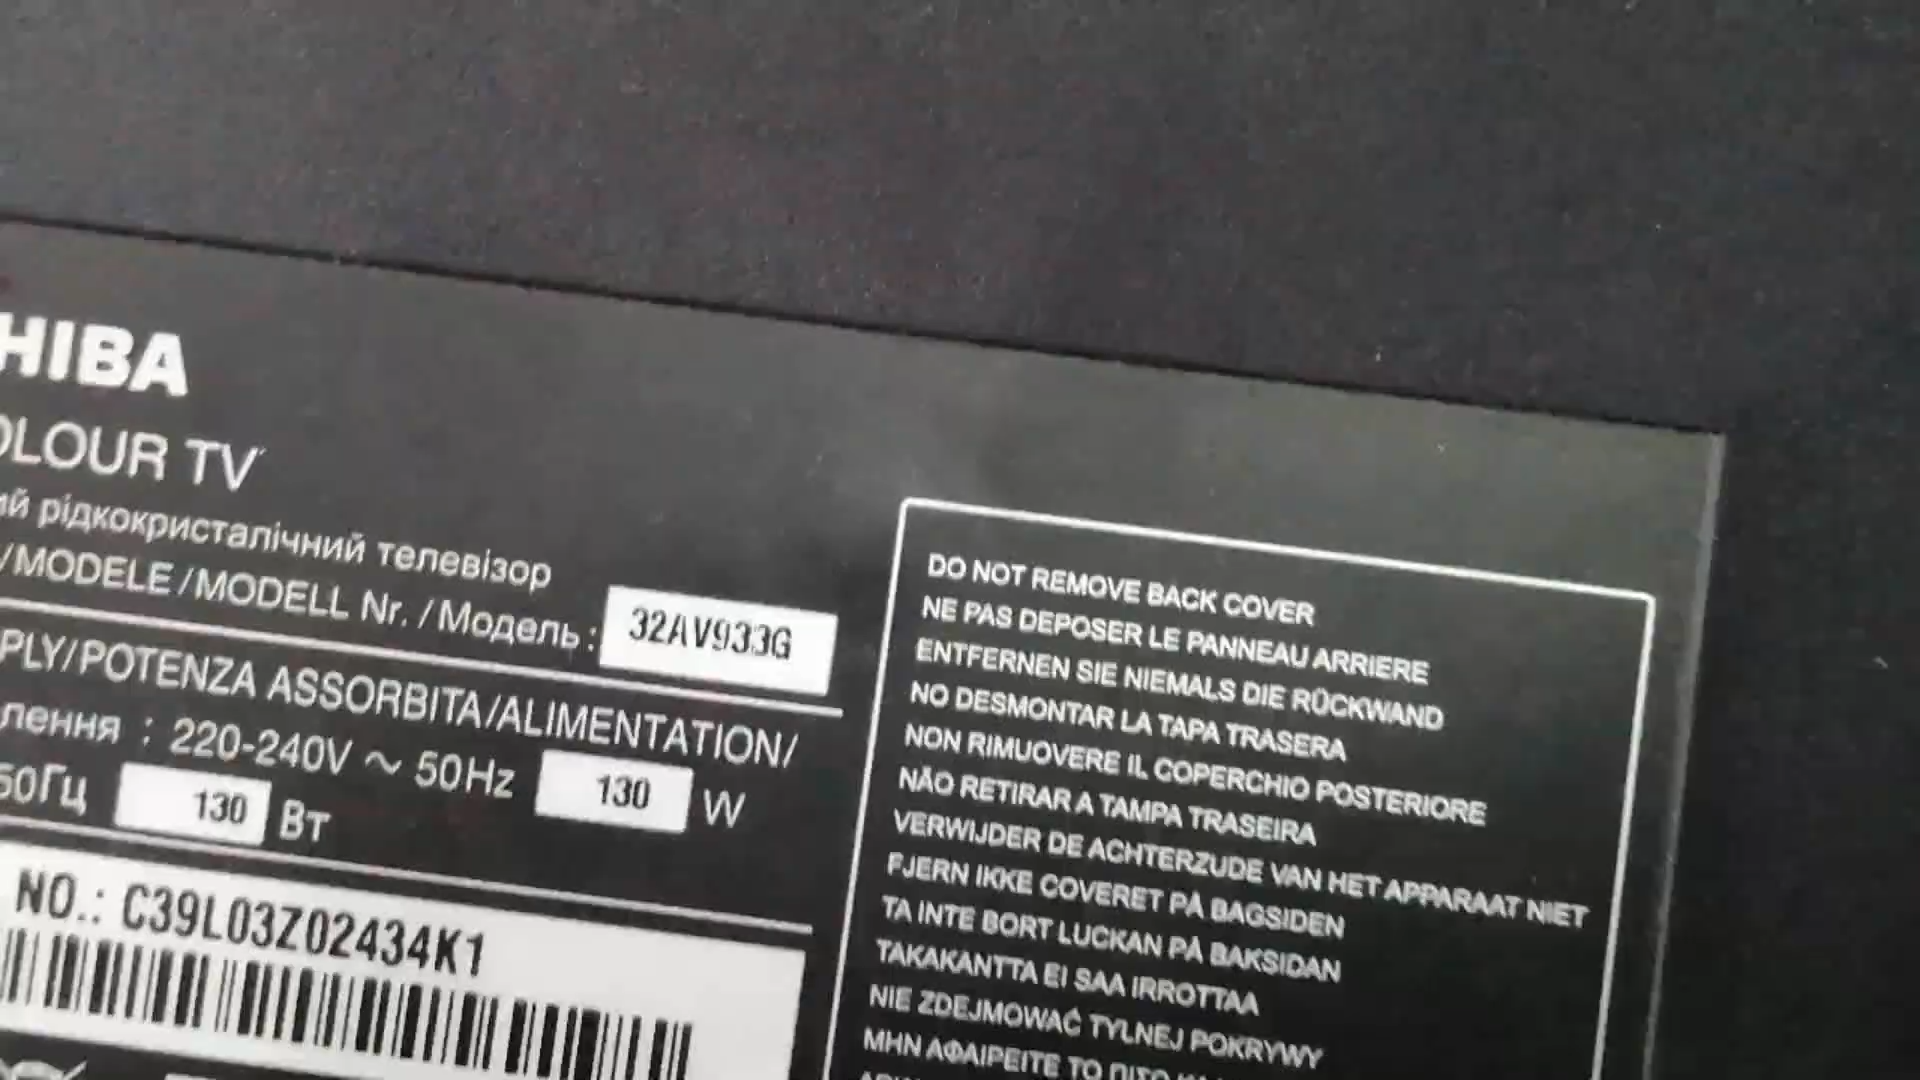 HIBA
OLOUR TV
ий рідкокристалічний телевізор
/MODELE/MODELL Nr./Модель: 32AV933G
PLY/POTENZA ASSORBITA/ALIMENTATION/
лення : 220-240V ~ 50Hz 130 W
50Гц 130 Вт
NO.: C39L03Z02434K1
DO NOT REMOVE BACK COVER
NE PAS DEPOSER LE PANNEAU ARRIERE
ENTFERNEN SIE NIEMALS DIE RÜCKWAND
NO DESMONTAR LA TAPA TRASERA
NON RIMUOVERE IL COPERCHIO POSTERIORE
NÃO RETIRAR A TAMPA TRASEIRA
VERWIJDER DE ACHTERZUDE VAN HET APPARAAT NIET
FJERN IKKE COVERET PÅ BAGSIDEN
TA INTE BORT LUCKAN PÅ BAKSIDAN
TAKAKANTTA EI SAA IRROTTAA
NIE ZDEJMOWAĆ TYLNEJ POKRYWY
ΜΗΝ ΑΦΑΙΡΕΙΤΕ ΤΟ ΠΙΣΩ